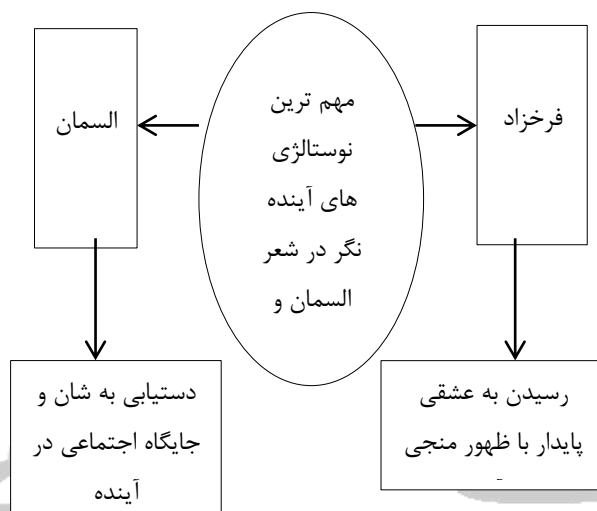 فرخزاد
مهم ترین
نوستالژی
های آینده
نگر در شعر
السمان و
السمان
رسیدن به عشقی
پایدار با ظهور منجی
دستیابی به شان و
جایگاه اجتماعی در
آینده